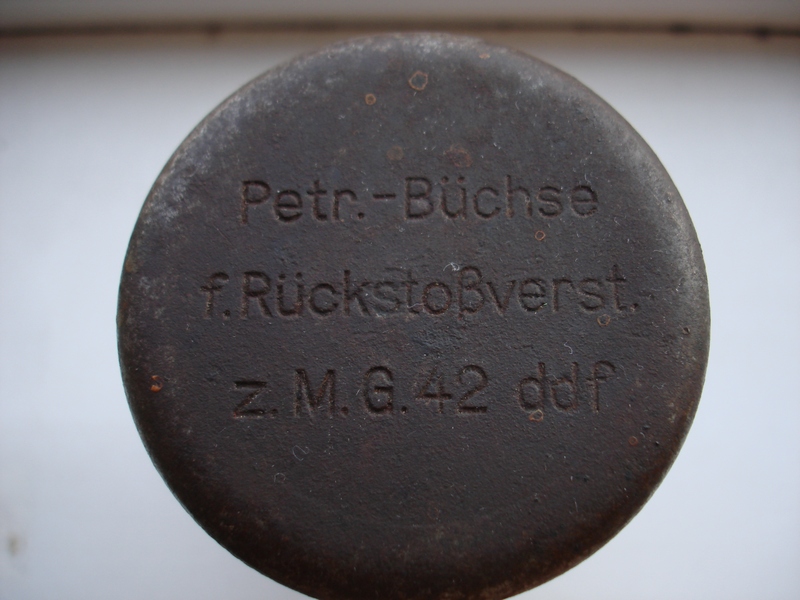 Petr.-Büchse
f.Rückstoßverst.
z.M.G.42 ddf